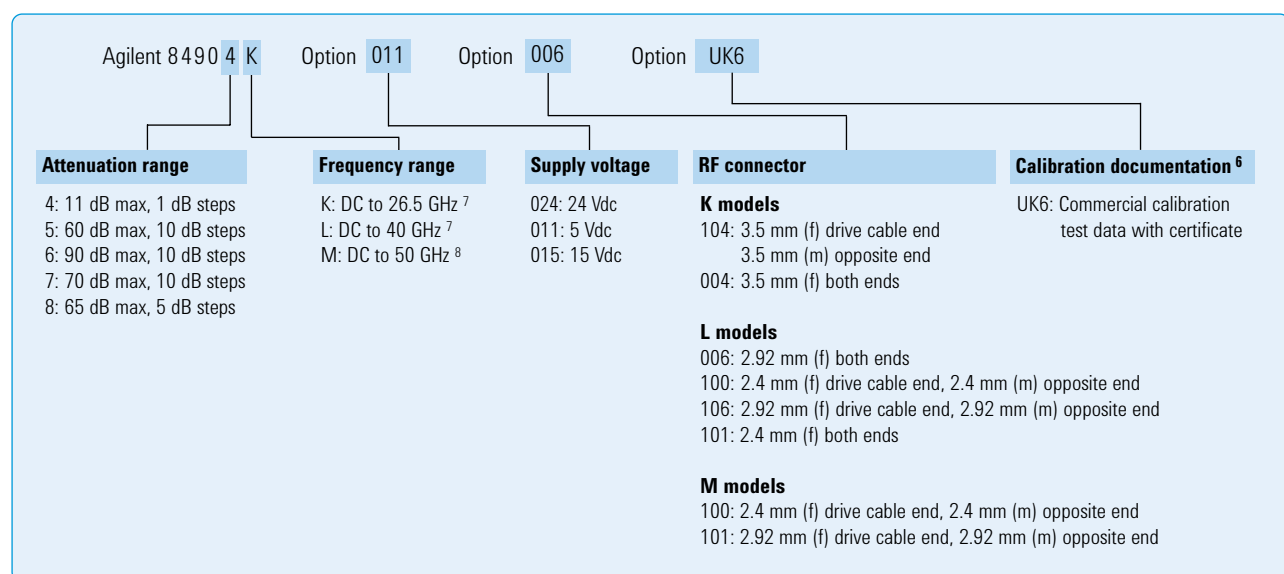 Agilent 8490 4 K Option 011 Option 006 Option UK6
Attenuation range
4: 11 dB max, 1 dB steps
5: 60 dB max, 10 dB steps
6: 90 dB max, 10 dB steps
7: 70 dB max, 10 dB steps
8: 65 dB max, 5 dB steps
Frequency range
K: DC to 26.5 GHz 7
L: DC to 40 GHz 7
M: DC to 50 GHz 8
Supply voltage
024: 24 Vdc
011: 5 Vdc
015: 15 Vdc
RF connector
K models
104: 3.5 mm (f) drive cable end
3.5 mm (m) opposite end
004: 3.5 mm (f) both ends
L models
006: 2.92 mm (f) both ends
100: 2.4 mm (f) drive cable end, 2.4 mm (m) opposite end
106: 2.92 mm (f) drive cable end, 2.92 mm (m) opposite end
101: 2.4 mm (f) both ends
M models
100: 2.4 mm (f) drive cable end, 2.4 mm (m) opposite end
101: 2.92 mm (f) drive cable end, 2.92 mm (m) opposite end
Calibration documentation 6
UK6: Commercial calibration
test data with certificate